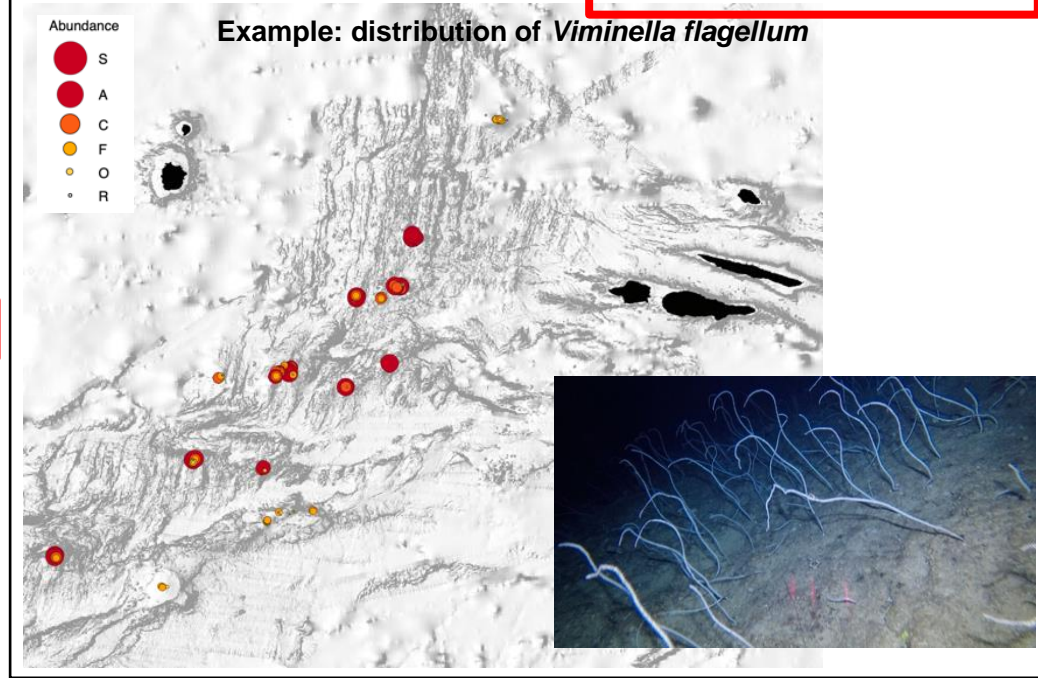 Example: distribution of Viminella flagellum
Abundance
S
A
C
F
O
R